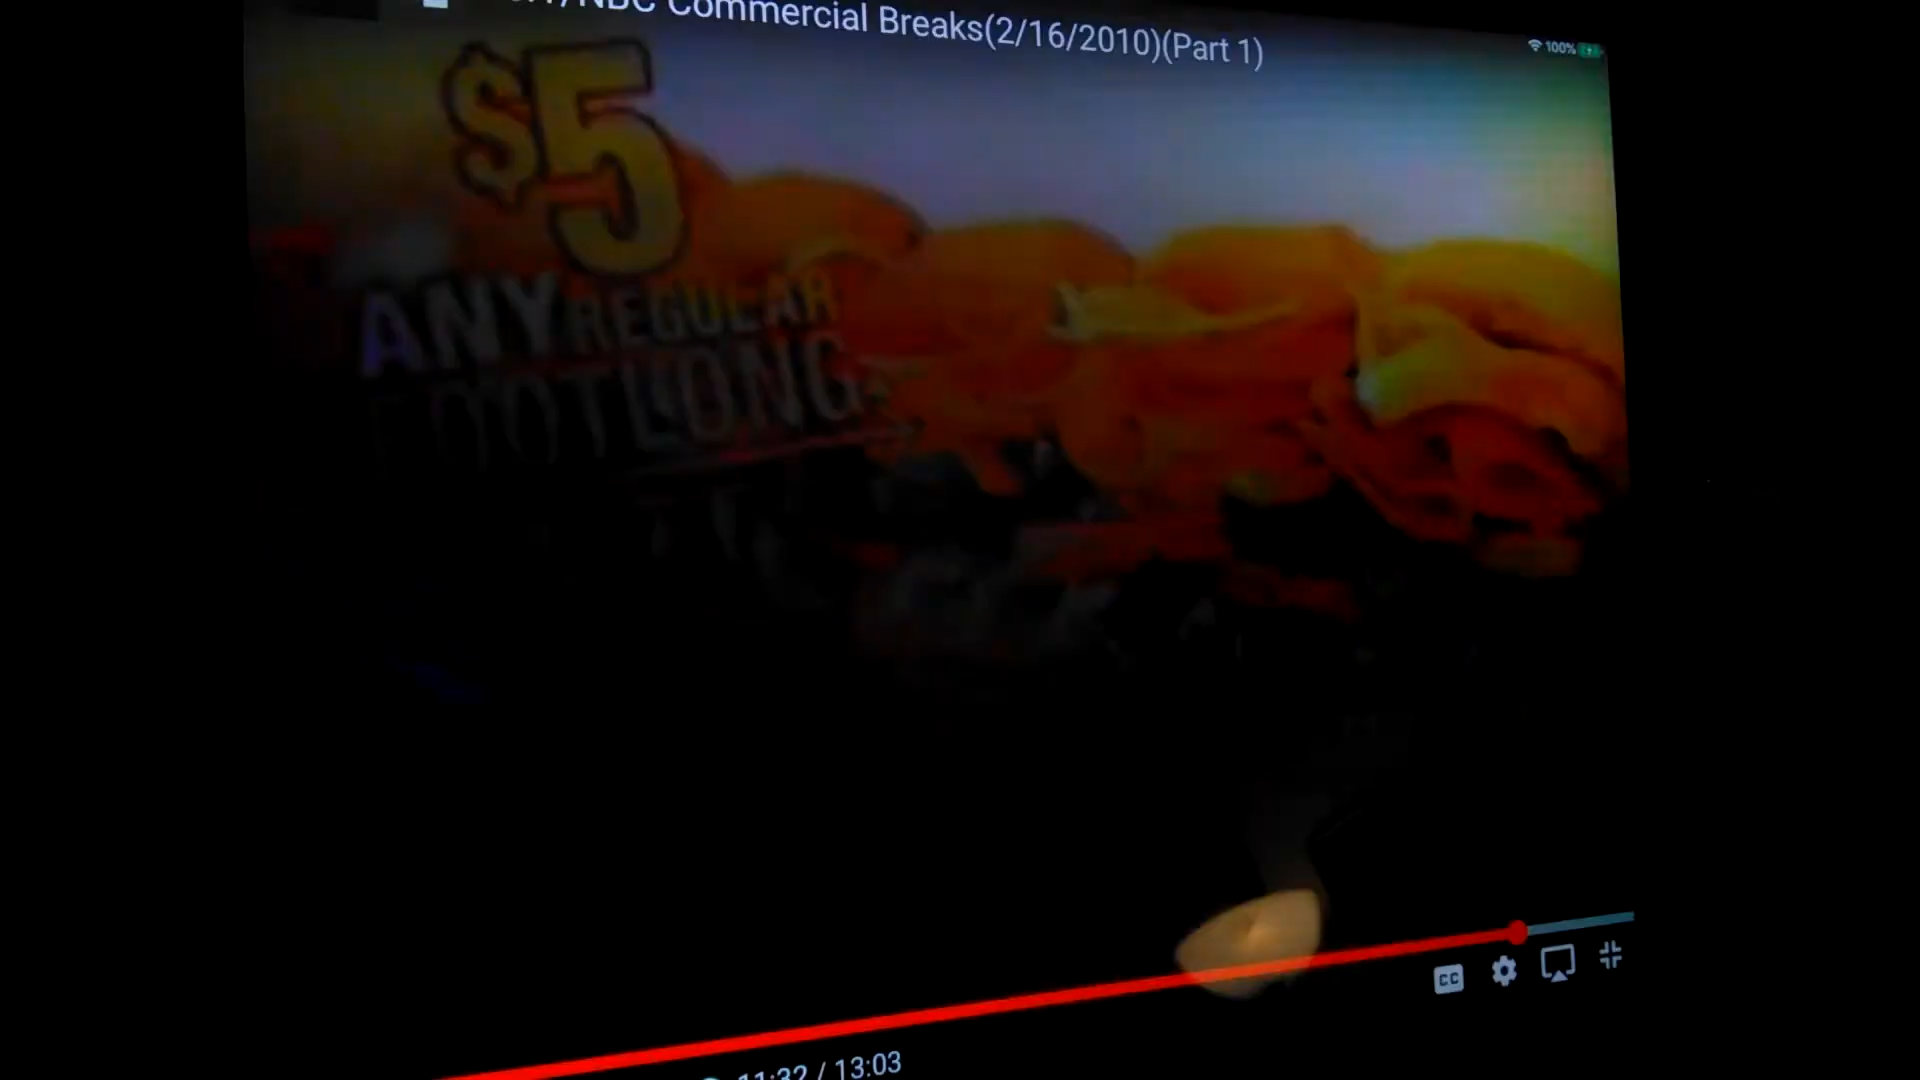 Commercial Breaks(2/16/2010)(Part 1)
100%
$5
ANY REGULAR
FOOTLONG
CC
11:32 / 13:03